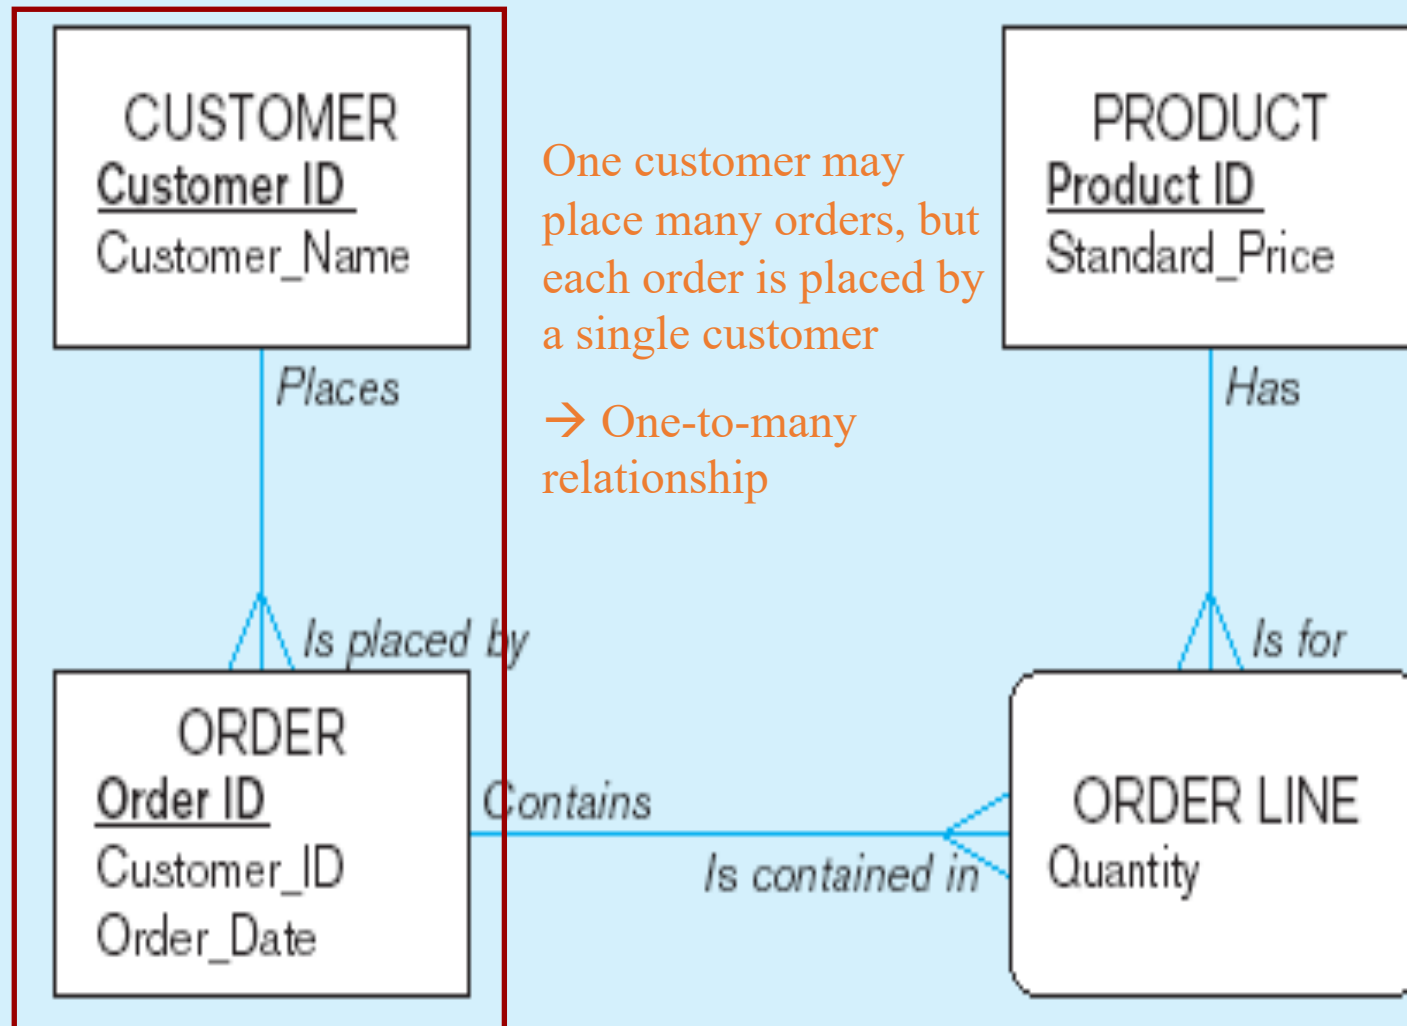 CUSTOMER
Customer ID
Customer_Name
Places
Is placed by
ORDER
Order ID
Customer_ID
Order_Date
One customer may
place many orders, but
each order is placed by
a single customer
→ One-to-many
relationship
PRODUCT
Product ID
Standard_Price
Has
Is for
Contains
Is contained in
ORDER LINE
Quantity